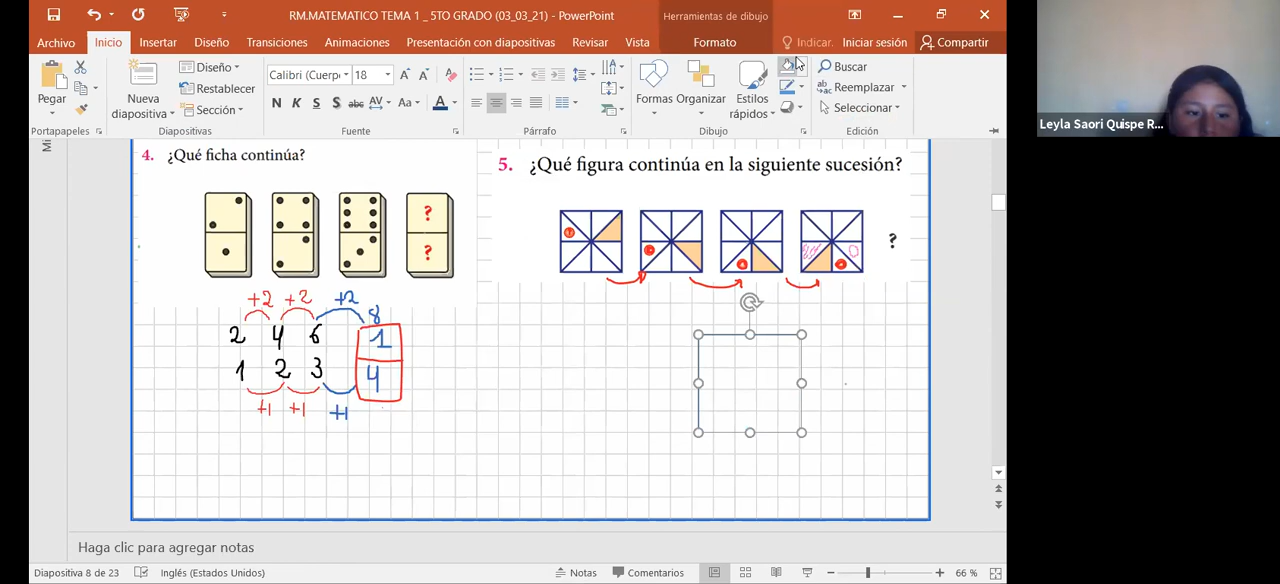 RM.MATEMATICO TEMA 1 _ 5TO GRADO (03_03_21) - PowerPoint
Herramientas de dibujo
Archivo
Inicio
Insertar
Diseño
Transiciones
Animaciones
Presentación con diapositivas
Revisar
Vista
Formato
Indicar.
Iniciar sesión
Compartir
Pegar
Nueva diapositiva
Diseño
Restablecer
Sección
Calibri (Cuerp
18
N K S S abc AV Aa A
Formas
Organizar
Estilos rápidos
Buscar
Reemplazar
Seleccionar
Portapapeles
Diapositivas
Fuente
Párrafo
Dibujo
Edición
Leyla Saori Quispe R...
4. ¿Qué ficha continúa?
?
?
+2 +2 +2
8
2 4 6 1
1 2 3 4
+1 +1 +1
5. ¿Qué figura continúa en la siguiente sucesión?
?
Haga clic para agregar notas
Diapositiva 8 de 23
Inglés (Estados Unidos)
Notas
Comentarios
66 %